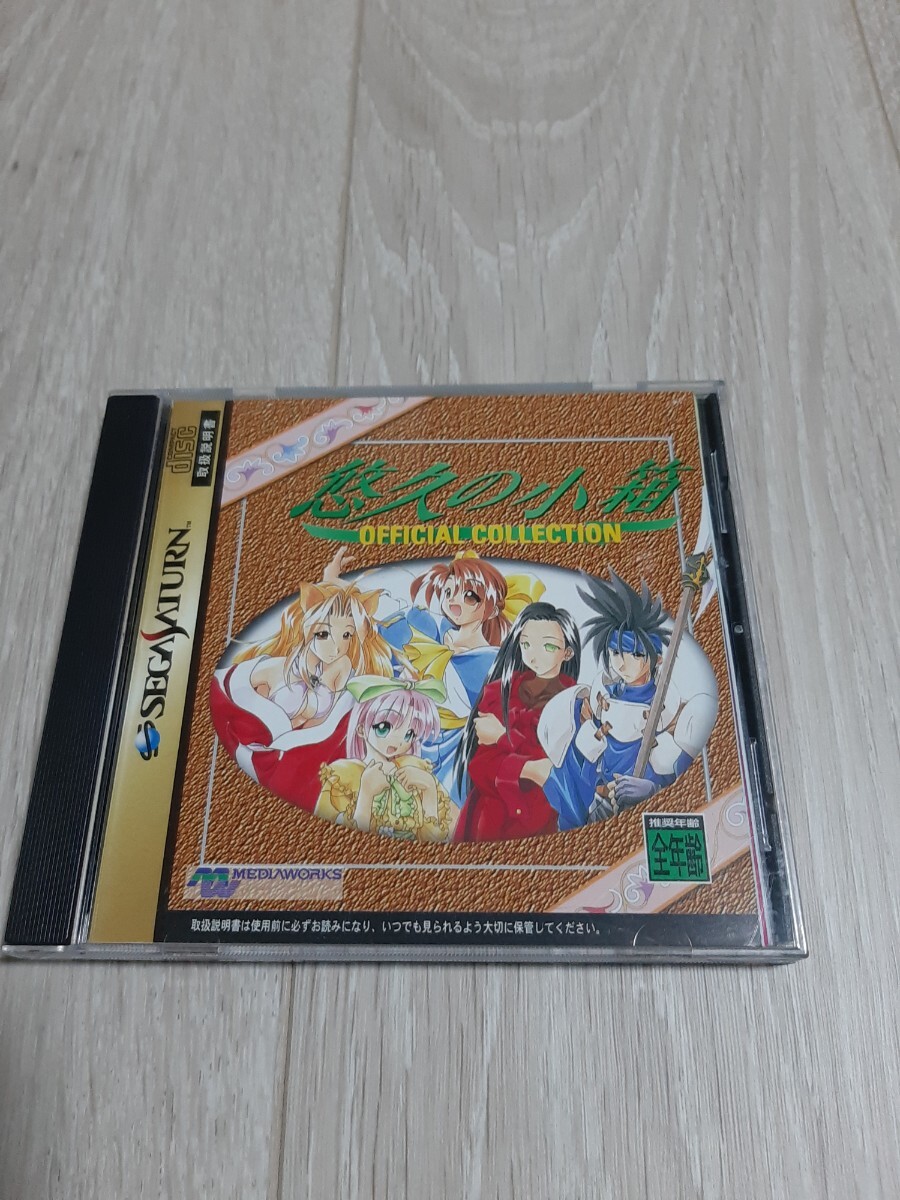 DISC
取扱説明書
SEGA SATURN™
悠久の小箱
OFFICIAL COLLECTION
推奨年齢
全年齢
MEDIAWORKS
取扱説明書は使用前に必ずお読みになり、いつでも見られるよう大切に保管してください。